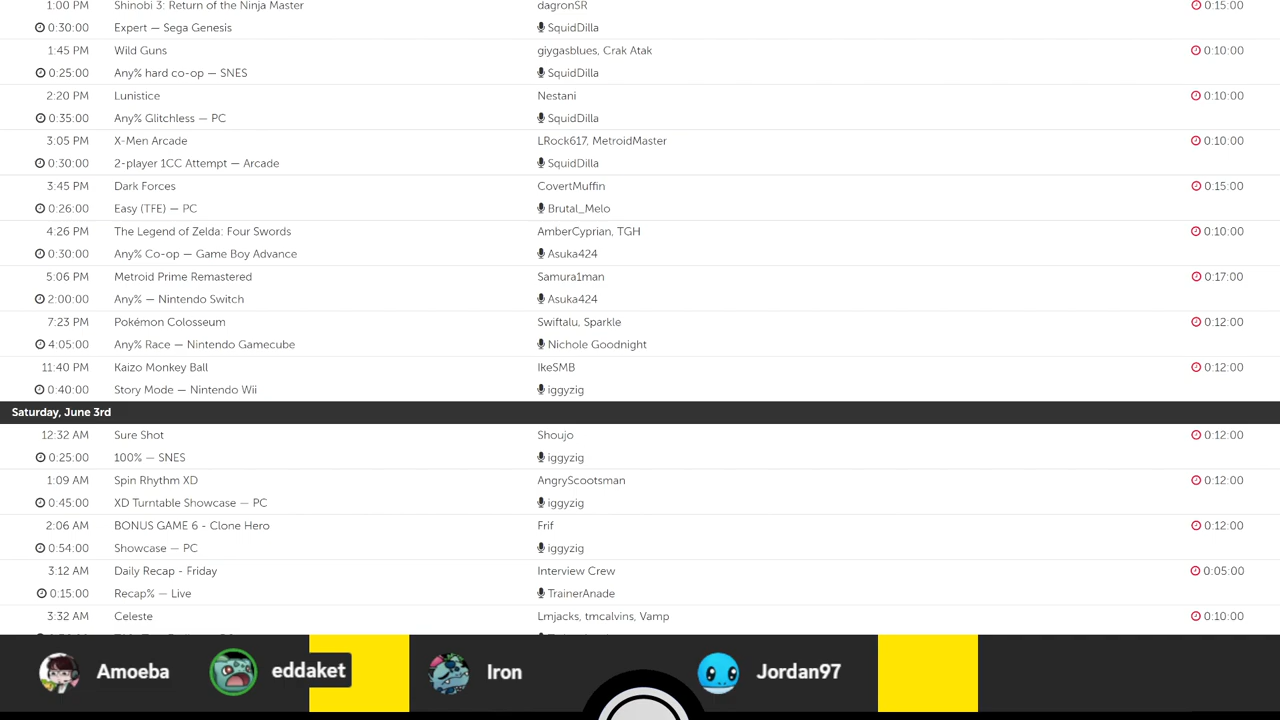 1:00 PM Shinobi 3: Return of the Ninja Master dagronSR 0:15:00
0:30:00 Expert — Sega Genesis SquidDilla
1:45 PM Wild Guns giygasblues, Crak Atak 0:10:00
0:25:00 Any% hard co-op — SNES SquidDilla
2:20 PM Lunistice Nestani 0:10:00
0:35:00 Any% Glitchless — PC SquidDilla
3:05 PM X-Men Arcade LRock617, MetroidMaster 0:10:00
0:30:00 2-player 1CC Attempt — Arcade SquidDilla
3:45 PM Dark Forces CovertMuffin 0:15:00
0:26:00 Easy (TFE) — PC Brutal_Melo
4:26 PM The Legend of Zelda: Four Swords AmberCyprian, TGH 0:10:00
0:30:00 Any% Co-op — Game Boy Advance Asuka424
5:06 PM Metroid Prime Remastered Samura1man 0:17:00
2:00:00 Any% — Nintendo Switch Asuka424
7:23 PM Pokémon Colosseum Swiftalu, Sparkle 0:12:00
4:05:00 Any% Race — Nintendo Gamecube Nichole Goodnight
11:40 PM Kaizo Monkey Ball IkeSMB 0:12:00
0:40:00 Story Mode — Nintendo Wii iggyzig
Saturday, June 3rd
12:32 AM Sure Shot Shoujo 0:12:00
0:25:00 100% — SNES iggyzig
1:09 AM Spin Rhythm XD AngryScootsman 0:12:00
0:45:00 XD Turntable Showcase — PC iggyzig
2:06 AM BONUS GAME 6 - Clone Hero Frif 0:12:00
0:54:00 Showcase — PC iggyzig
3:12 AM Daily Recap - Friday Interview Crew 0:05:00
0:15:00 Recap% — Live TrainerAnade
3:32 AM Celeste Lmjacks, tmcalvins, Vamp 0:10:00
Amoeba eddaket Iron Jordan97